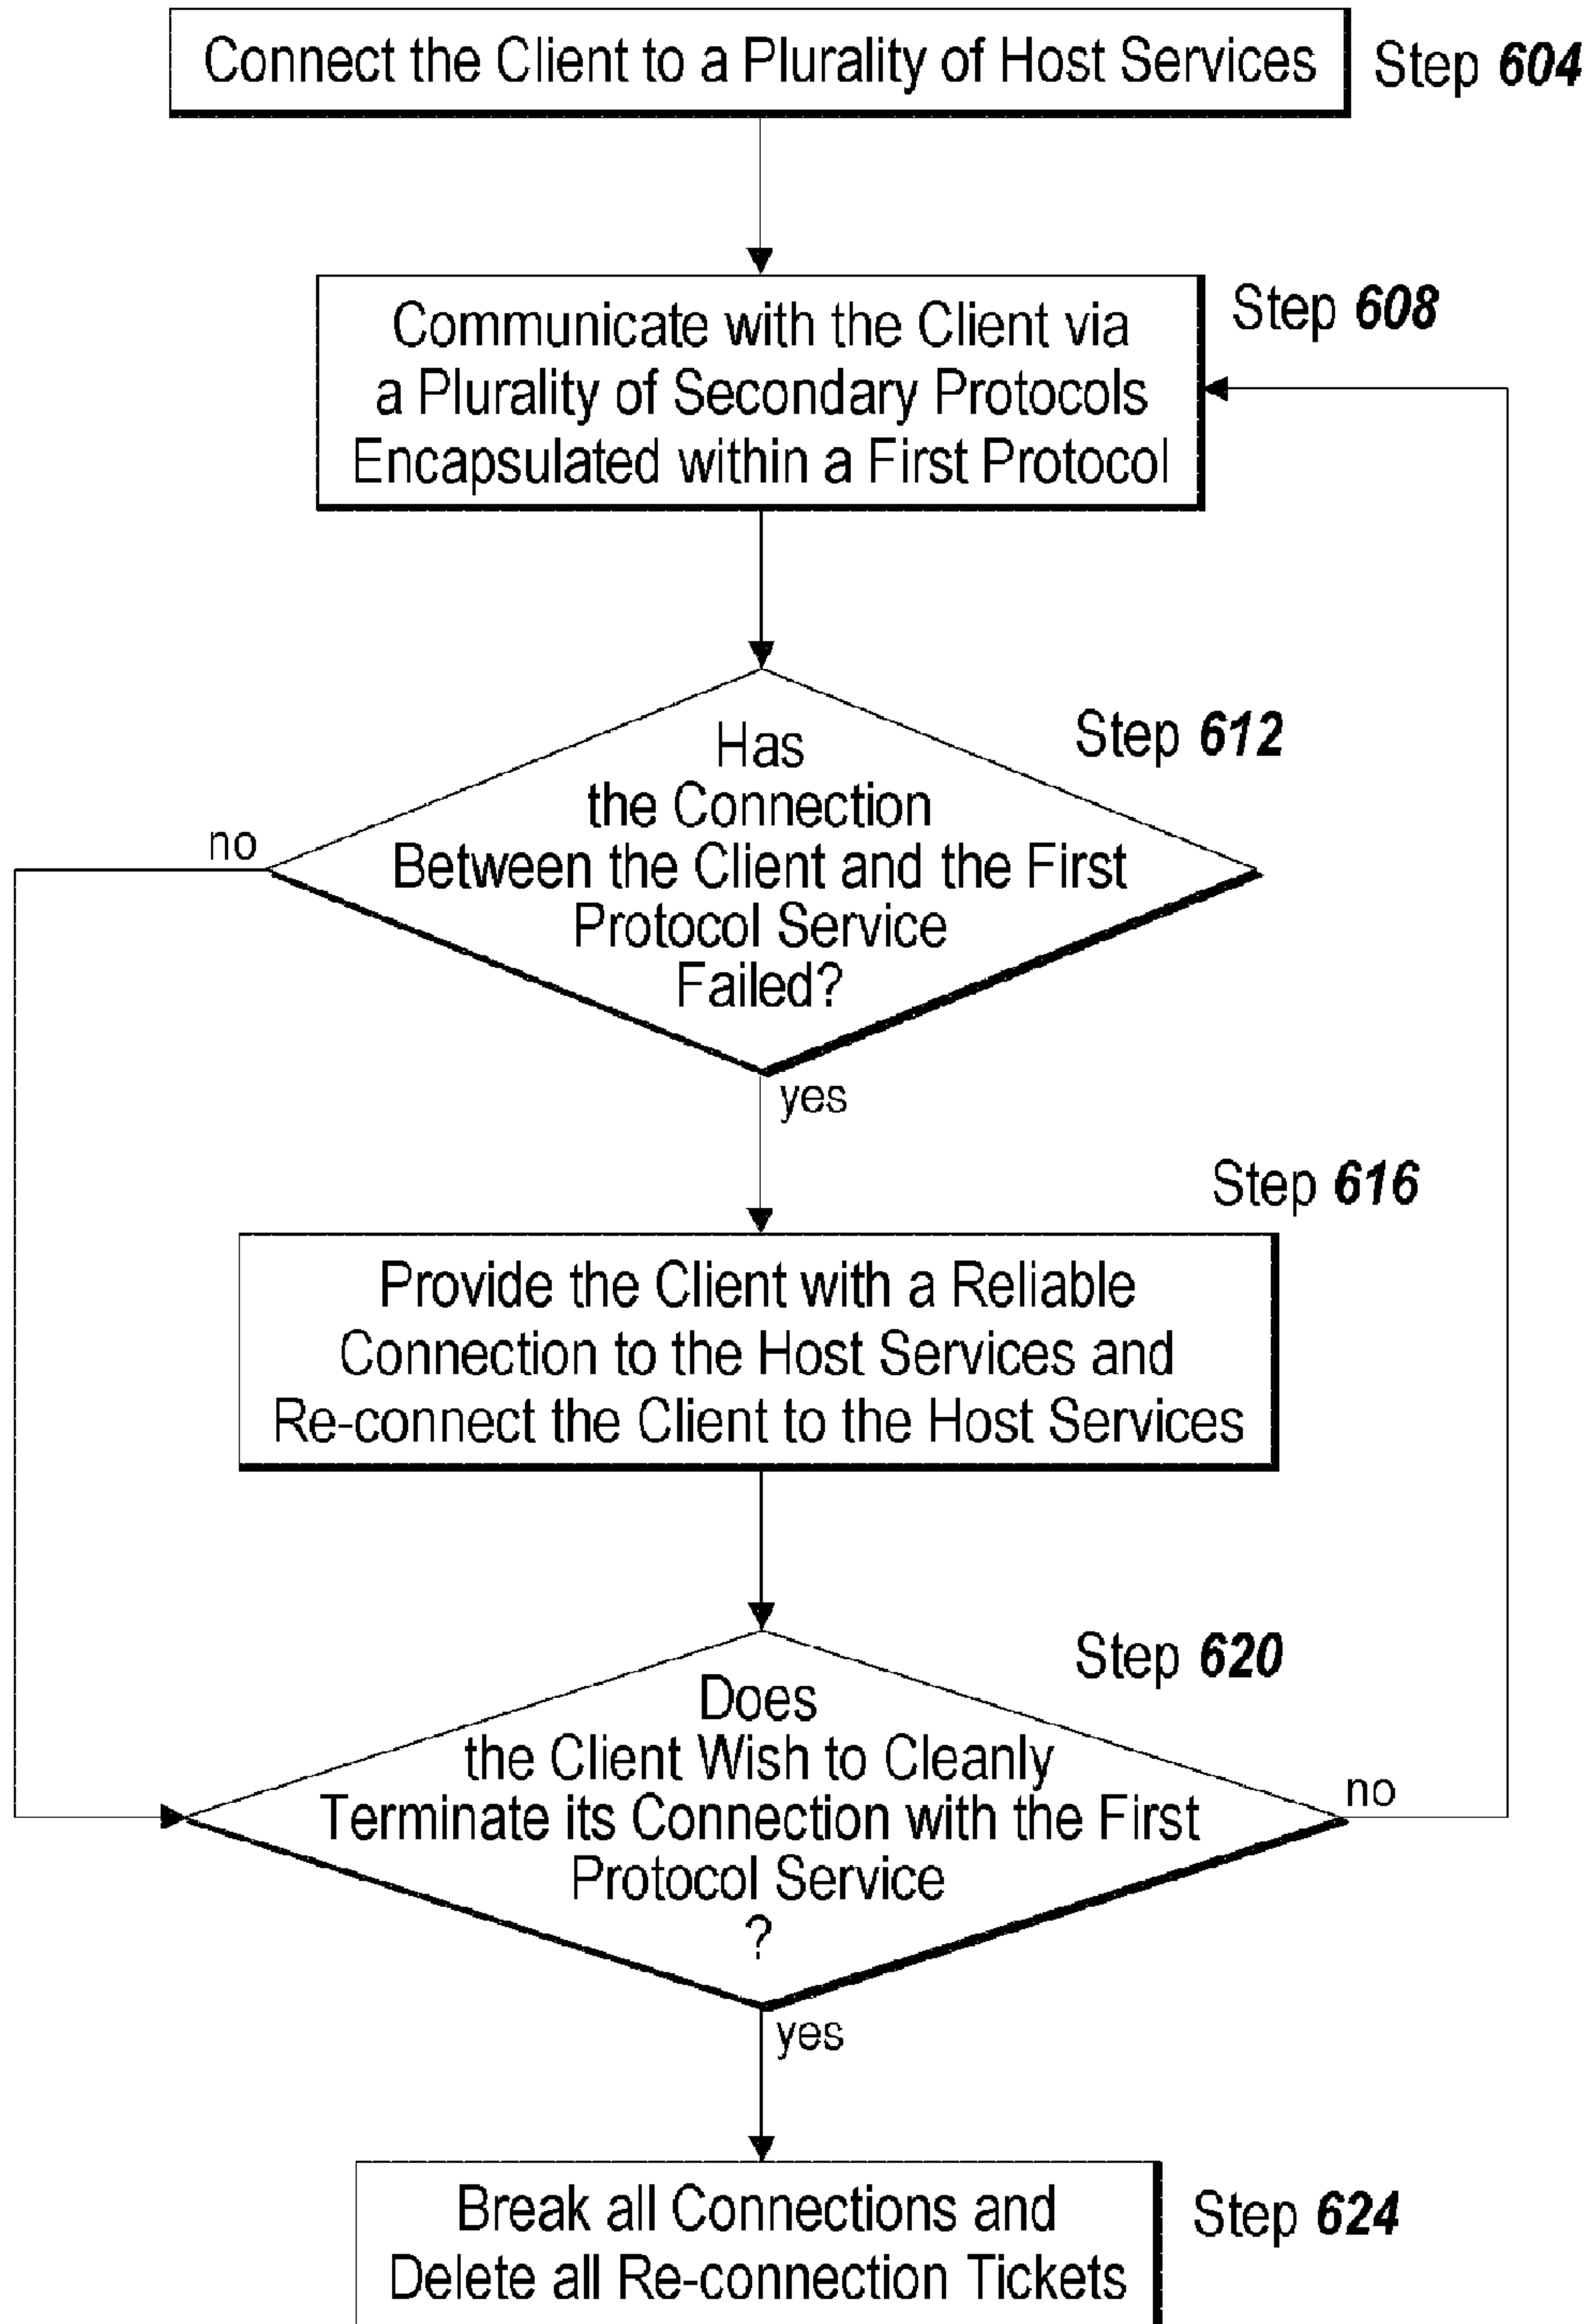 Connect the Client to a Plurality of Host Services
Step 604
Communicate with the Client via
a Plurality of Secondary Protocols
Encapsulated within a First Protocol
Step 608
Has
the Connection
Between the Client and the First
Protocol Service
Failed?
Step 612
no
yes
Step 616
Provide the Client with a Reliable
Connection to the Host Services and
Re-connect the Client to the Host Services
Step 620
Does
the Client Wish to Cleanly
Terminate its Connection with the First
Protocol Service
?
no
yes
Break all Connections and
Delete all Re-connection Tickets
Step 624